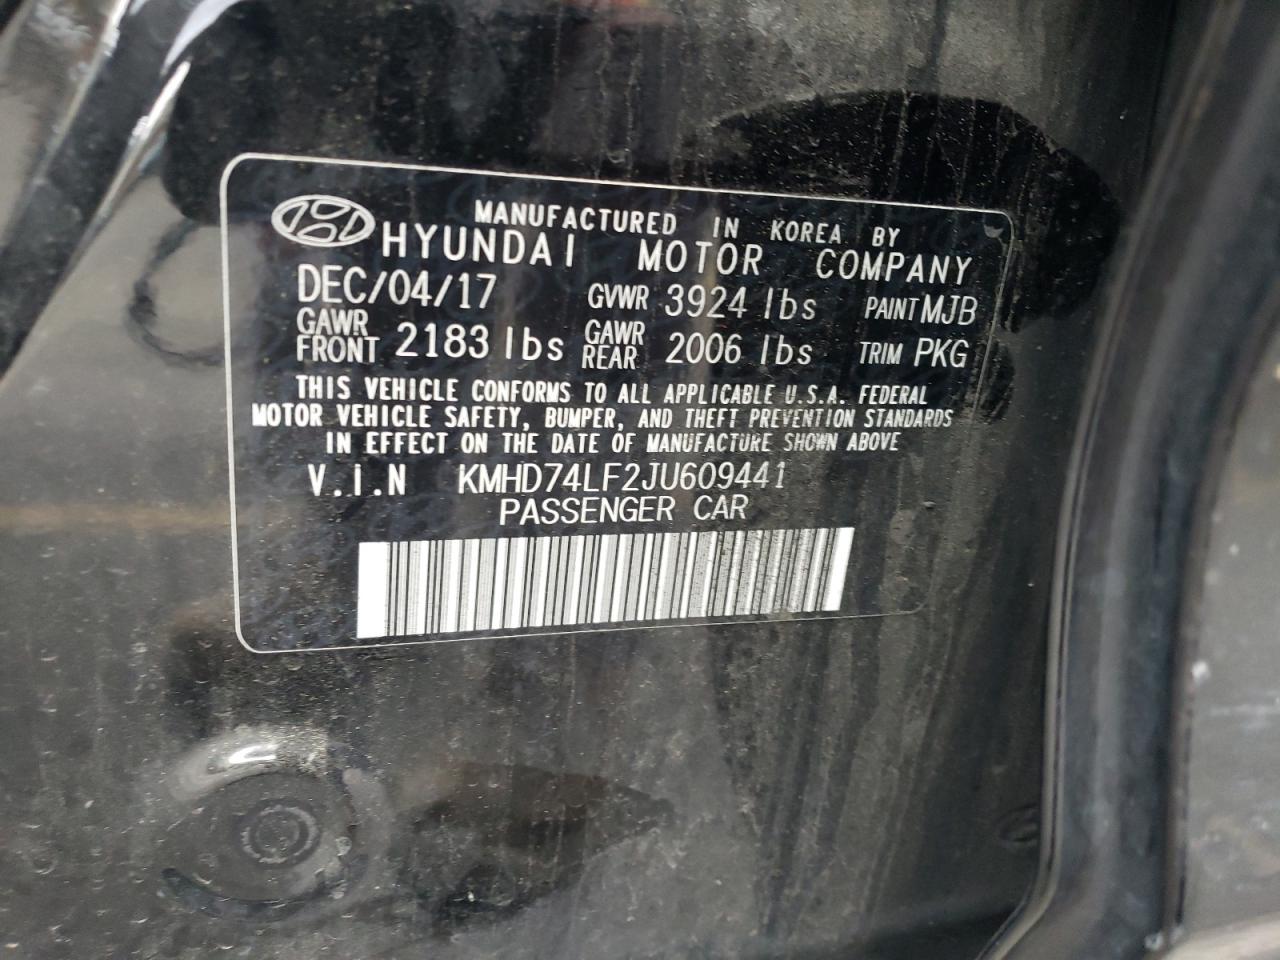 MANUFACTURED IN KOREA BY
HYUNDAI MOTOR COMPANY
DEC/04/17 GVWR 3924 lbs PAINT MJB
GAWR FRONT 2183 lbs GAWR REAR 2006 lbs TRIM PKG
THIS VEHICLE CONFORMS TO ALL APPLICABLE U.S.A. FEDERAL
MOTOR VEHICLE SAFETY, BUMPER, AND THEFT PREVENTION STANDARDS
IN EFFECT ON THE DATE OF MANUFACTURE SHOWN ABOVE
V.i.N KMHD74LF2JU609441
PASSENGER CAR